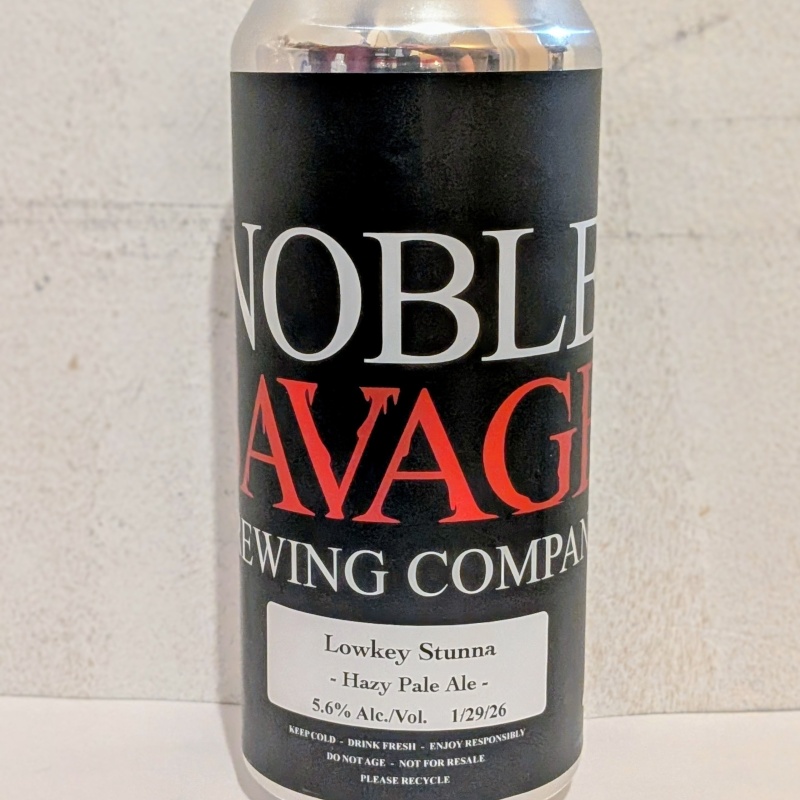 NOBLE
AVAGE
EWING COMPAN
Lowkey Stunna
- Hazy Pale Ale -
5.6% Alc./Vol. 1/29/26
KEEP COLD - DRINK FRESH - ENJOY RESPONSIBLY
DO NOT AGE - NOT FOR RESALE
PLEASE RECYCLE